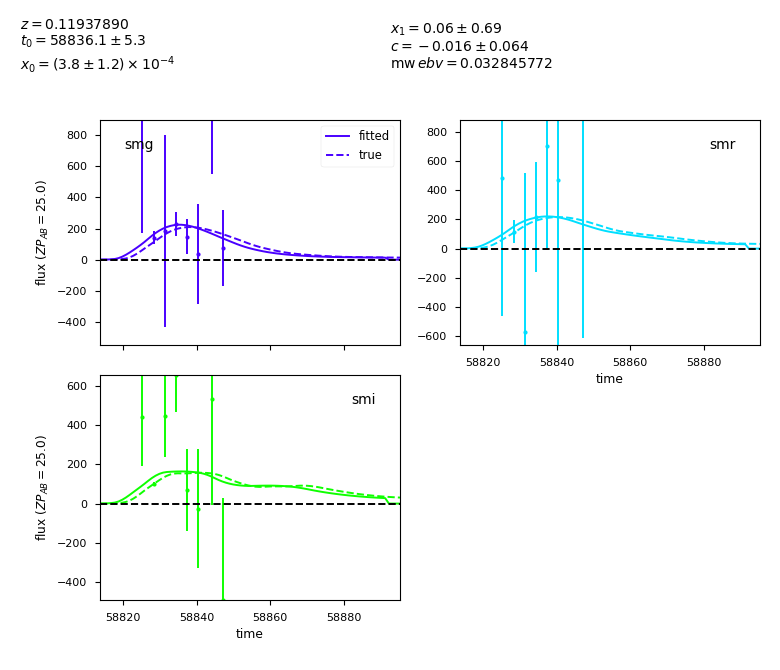 z = 0.11937890
t₀ = 58836.1 ± 5.3
x₀ = (3.8 ± 1.2) × 10⁻⁴
x₁ = 0.06 ± 0.69
c = −0.016 ± 0.064
mw ebv = 0.032845772
smg
fitted
true
800
600
400
200
0
−200
−400
flux (ZP_AB = 25.0)
smr
800
600
400
200
0
−200
−400
−600
58820 58840 58860 58880
time
smi
600
400
200
0
−200
−400
flux (ZP_AB = 25.0)
58820 58840 58860 58880
time